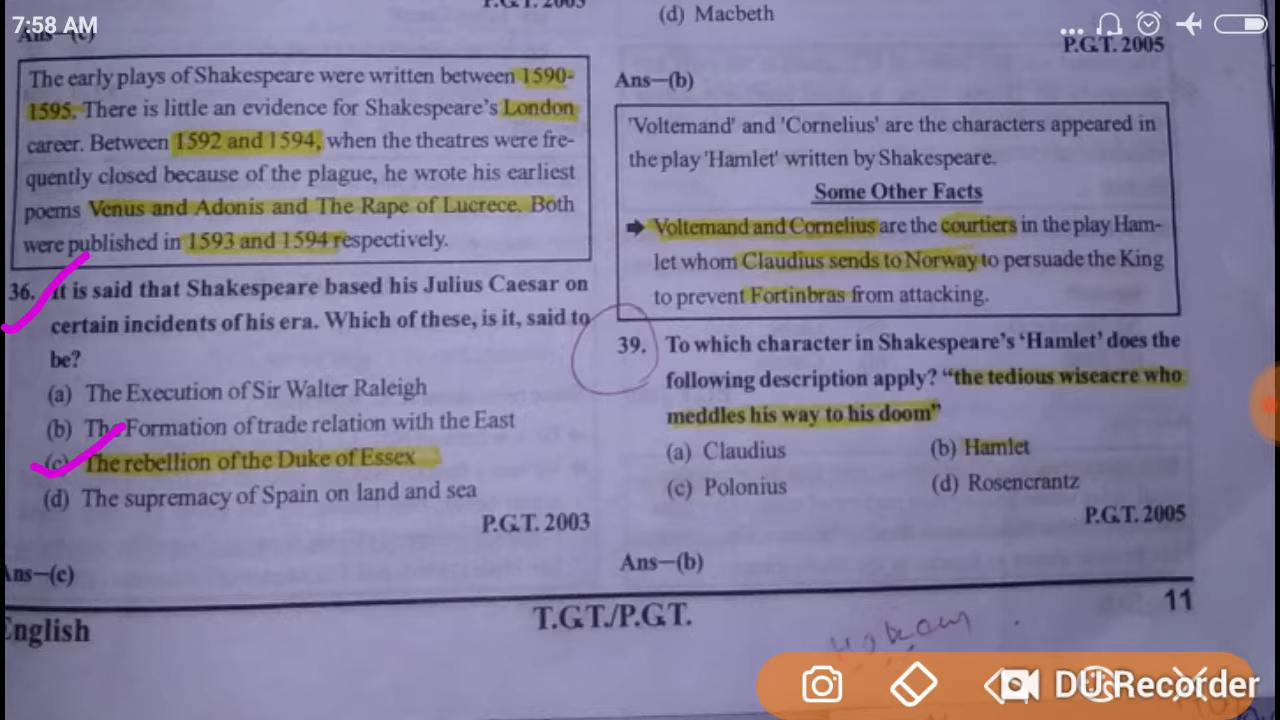 7:58 AM
P.G.T. 2003
Ans—(c)
The early plays of Shakespeare were written between 1590-
1595. There is little an evidence for Shakespeare's London
career. Between 1592 and 1594, when the theatres were fre-
quently closed because of the plague, he wrote his earliest
poems Venus and Adonis and The Rape of Lucrece. Both
were published in 1593 and 1594 respectively.
36. It is said that Shakespeare based his Julius Caesar on
certain incidents of his era. Which of these, is it, said to
be?
(a) The Execution of Sir Walter Raleigh
(b) The Formation of trade relation with the East
(c) The rebellion of the Duke of Essex
(d) The supremacy of Spain on land and sea
P.G.T. 2003
Ans—(c)
(d) Macbeth
P.G.T. 2005
Ans—(b)
'Voltemand' and 'Cornelius' are the characters appeared in
the play 'Hamlet' written by Shakespeare.
Some Other Facts
➡ Voltemand and Cornelius are the courtiers in the play Ham-
let whom Claudius sends to Norway to persuade the King
to prevent Fortinbras from attacking.
39. To which character in Shakespeare's 'Hamlet' does the
following description apply? "the tedious wiseacre who
meddles his way to his doom"
(a) Claudius (b) Hamlet
(c) Polonius (d) Rosencrantz
P.G.T. 2005
Ans—(b)
English T.G.T./P.G.T. 11
DU Recorder